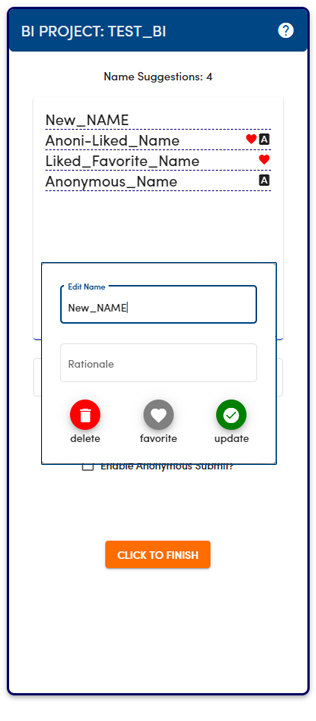 BI PROJECT: TEST_BI
Name Suggestions: 4
New_NAME
Anoni-Liked_Name A
Liked_Favorite_Name
Anonymous_Name A
Edit Name
New_NAME
Rationale
delete favorite update
Enable Anonymous Submit?
CLICK TO FINISH